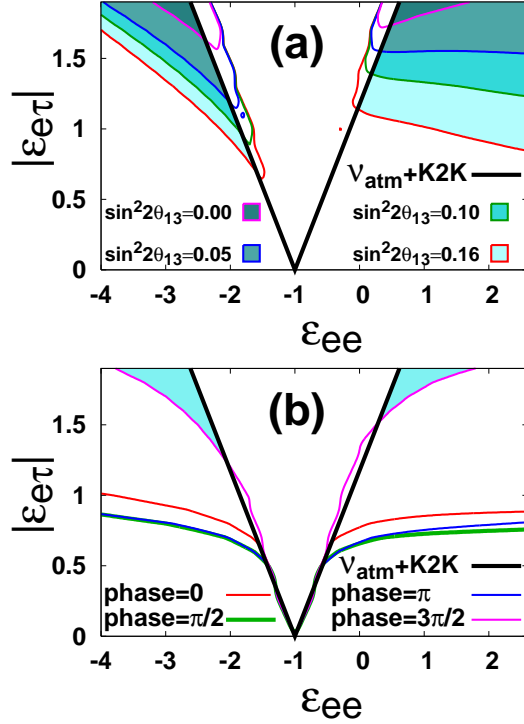 (a)
|εeτ|
1.5
1
0.5
0
νatm+K2K
sin²2θ13=0.00
sin²2θ13=0.10
sin²2θ13=0.05
sin²2θ13=0.16
-4 -3 -2 -1 0 1 2
εee
(b)
|εeτ|
1.5
1
0.5
0
νatm+K2K
phase=0
phase=π
phase=π/2
phase=3π/2
-4 -3 -2 -1 0 1 2
εee